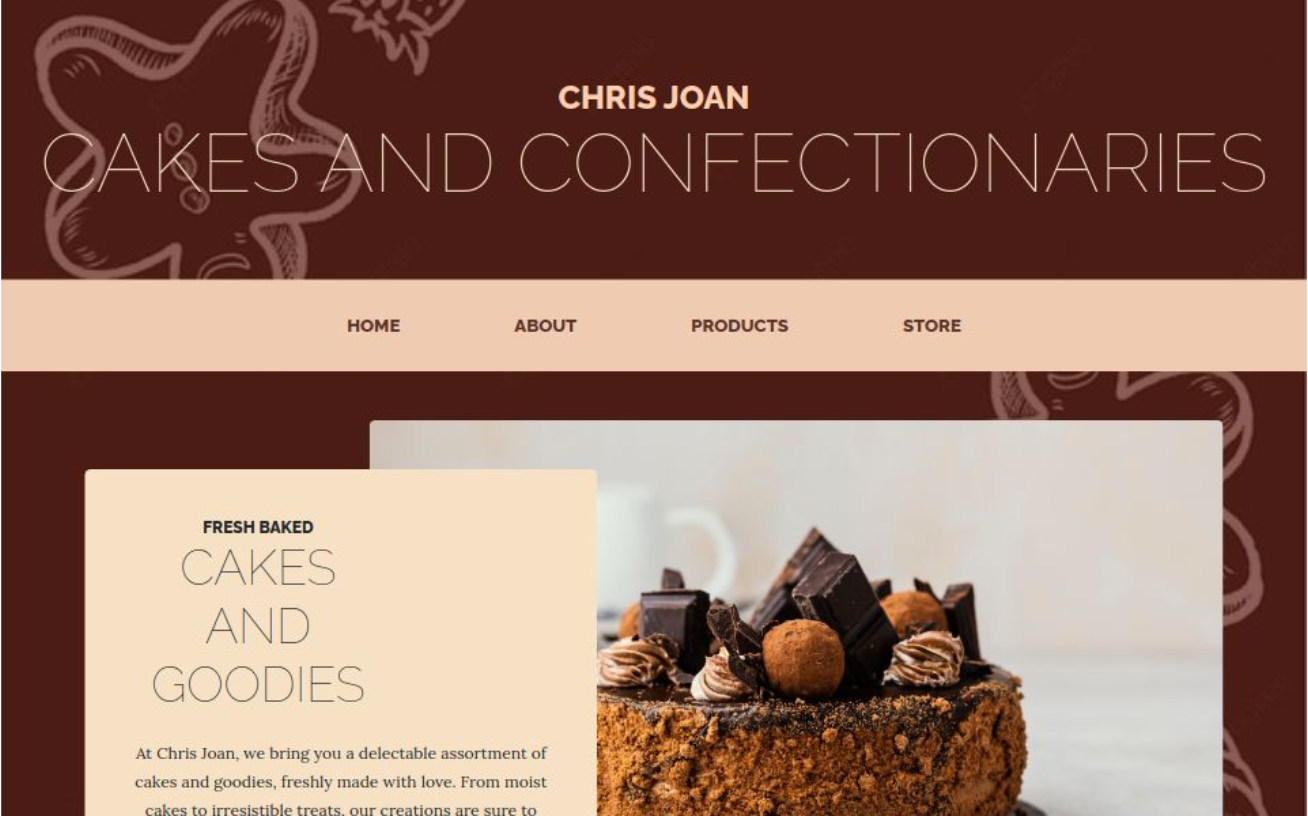 CHRIS JOAN
CAKES AND CONFECTIONARIES
HOME ABOUT PRODUCTS STORE
FRESH BAKED
CAKES
AND
GOODIES
At Chris Joan, we bring you a delectable assortment of
cakes and goodies, freshly made with love. From moist
cakes to irresistible treats, our creations are sure to